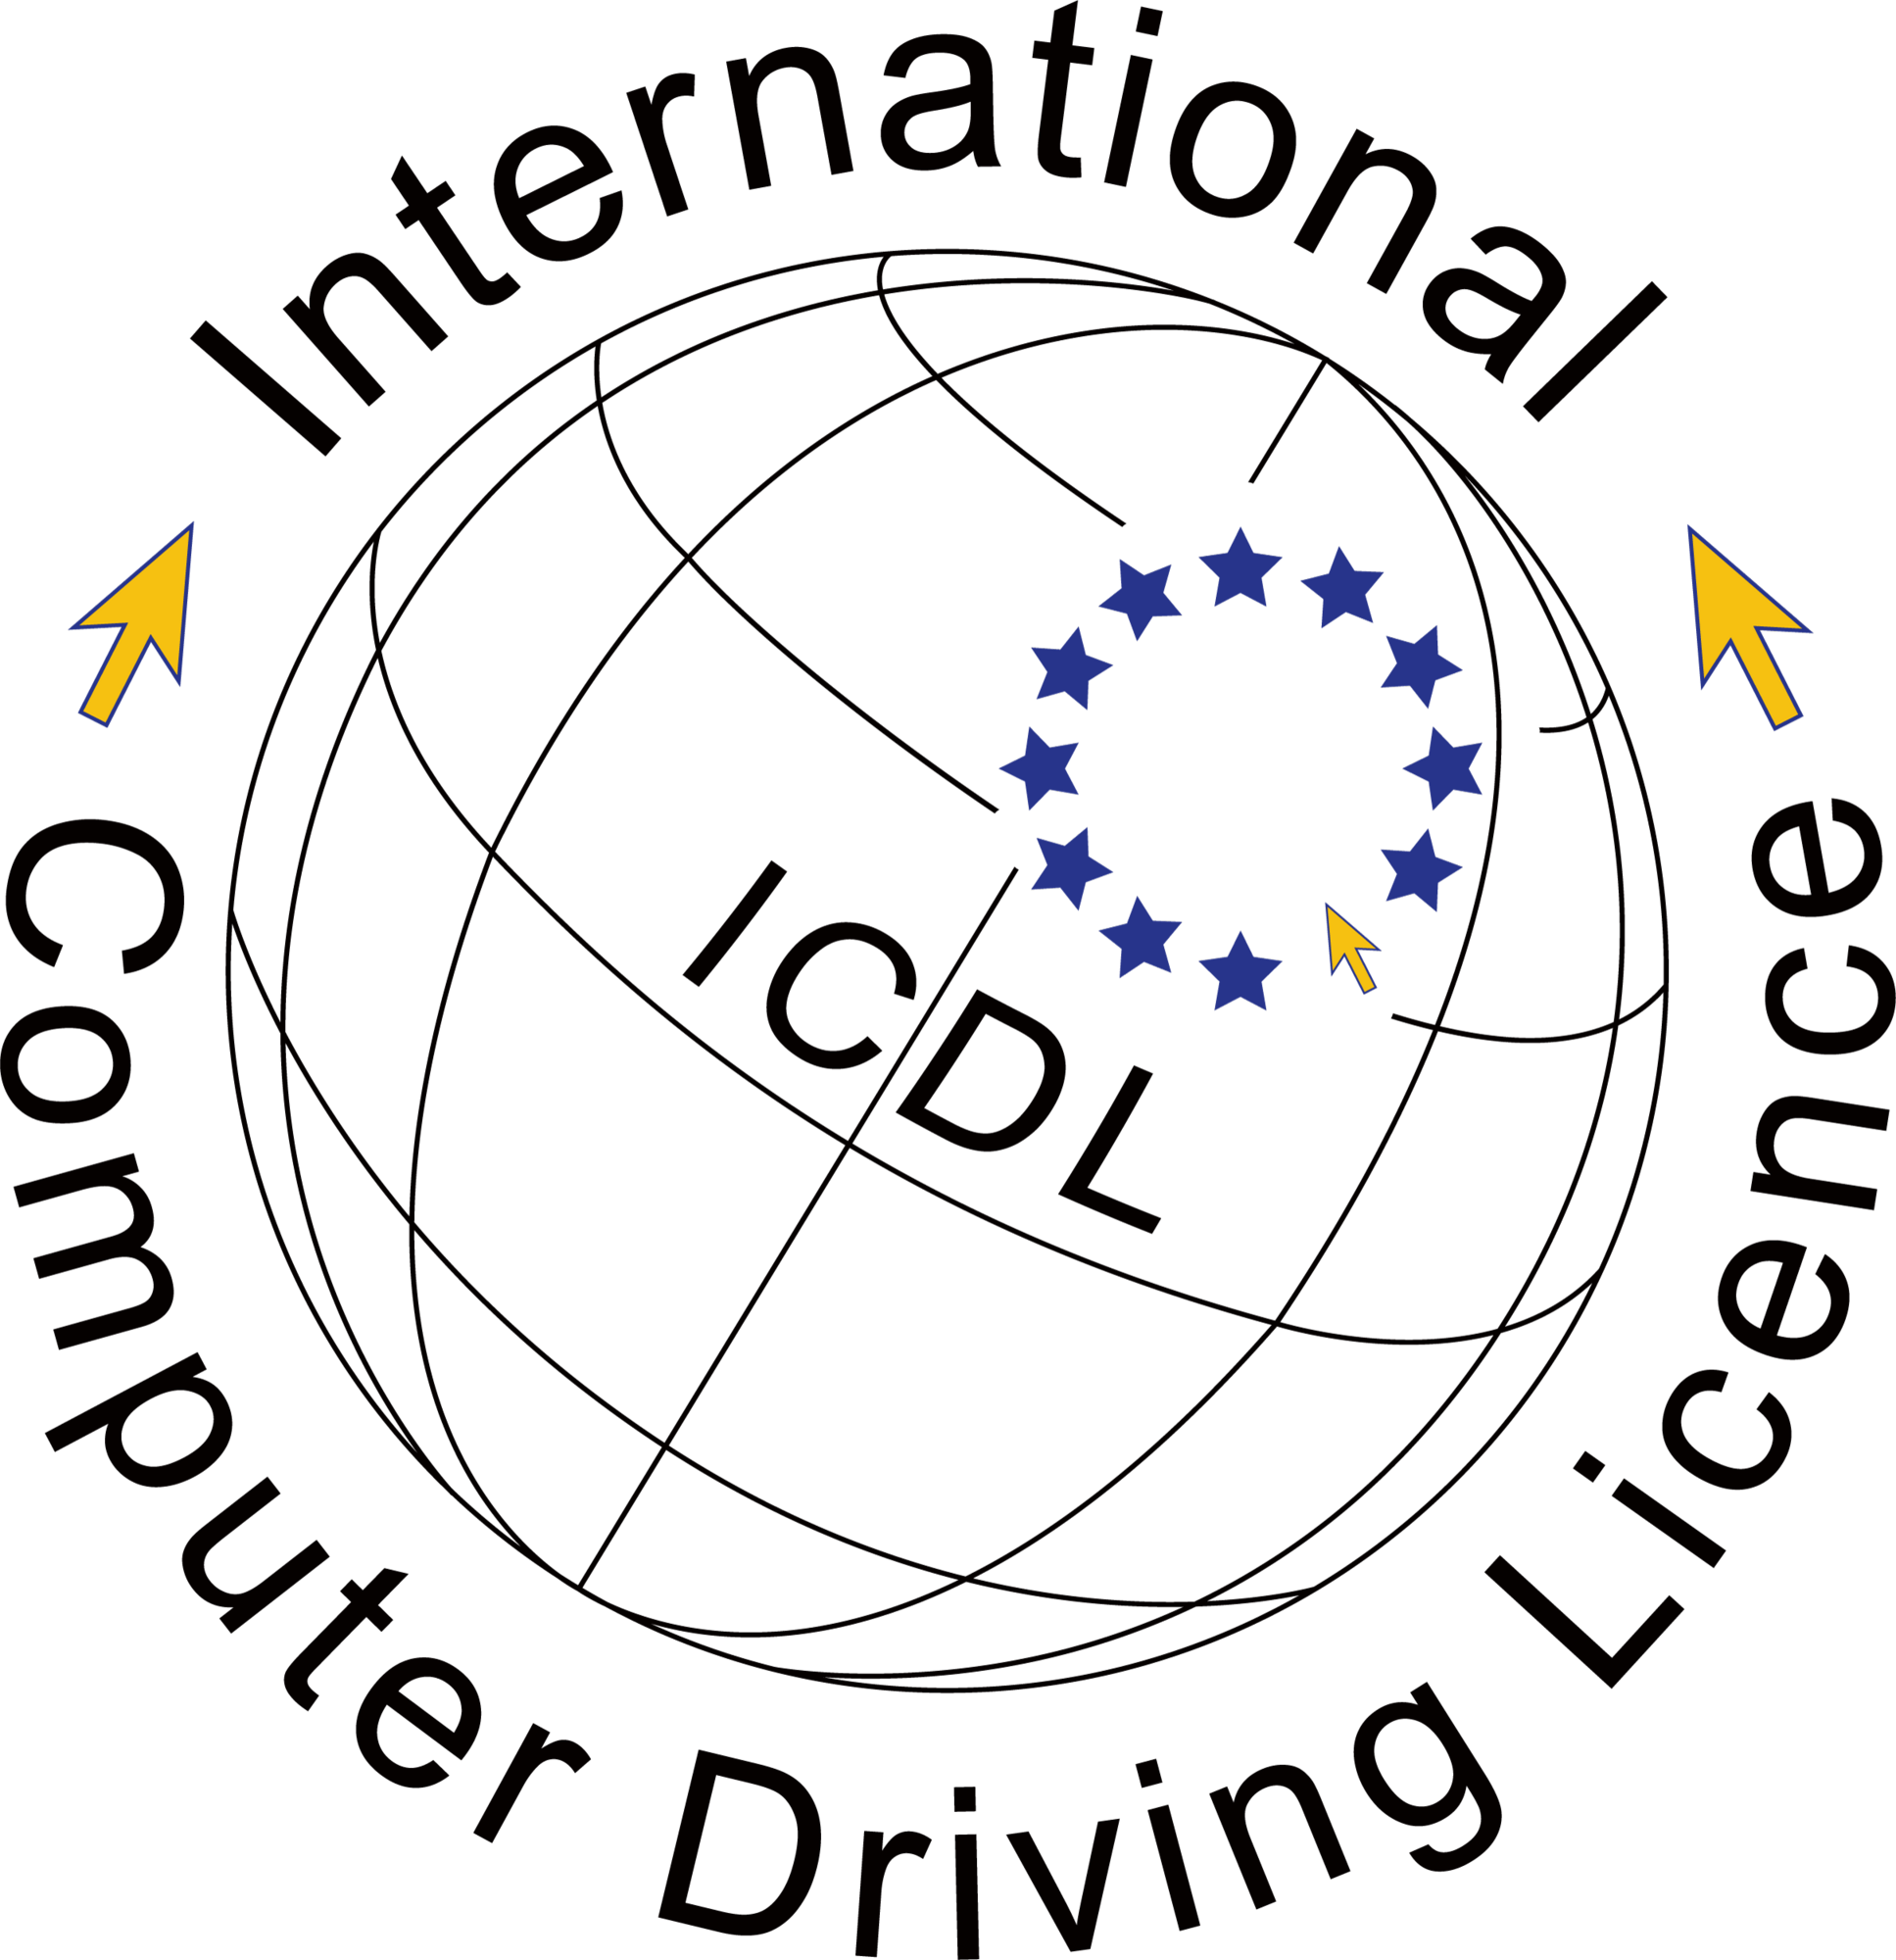 International
Computer Driving Licence
ICDL